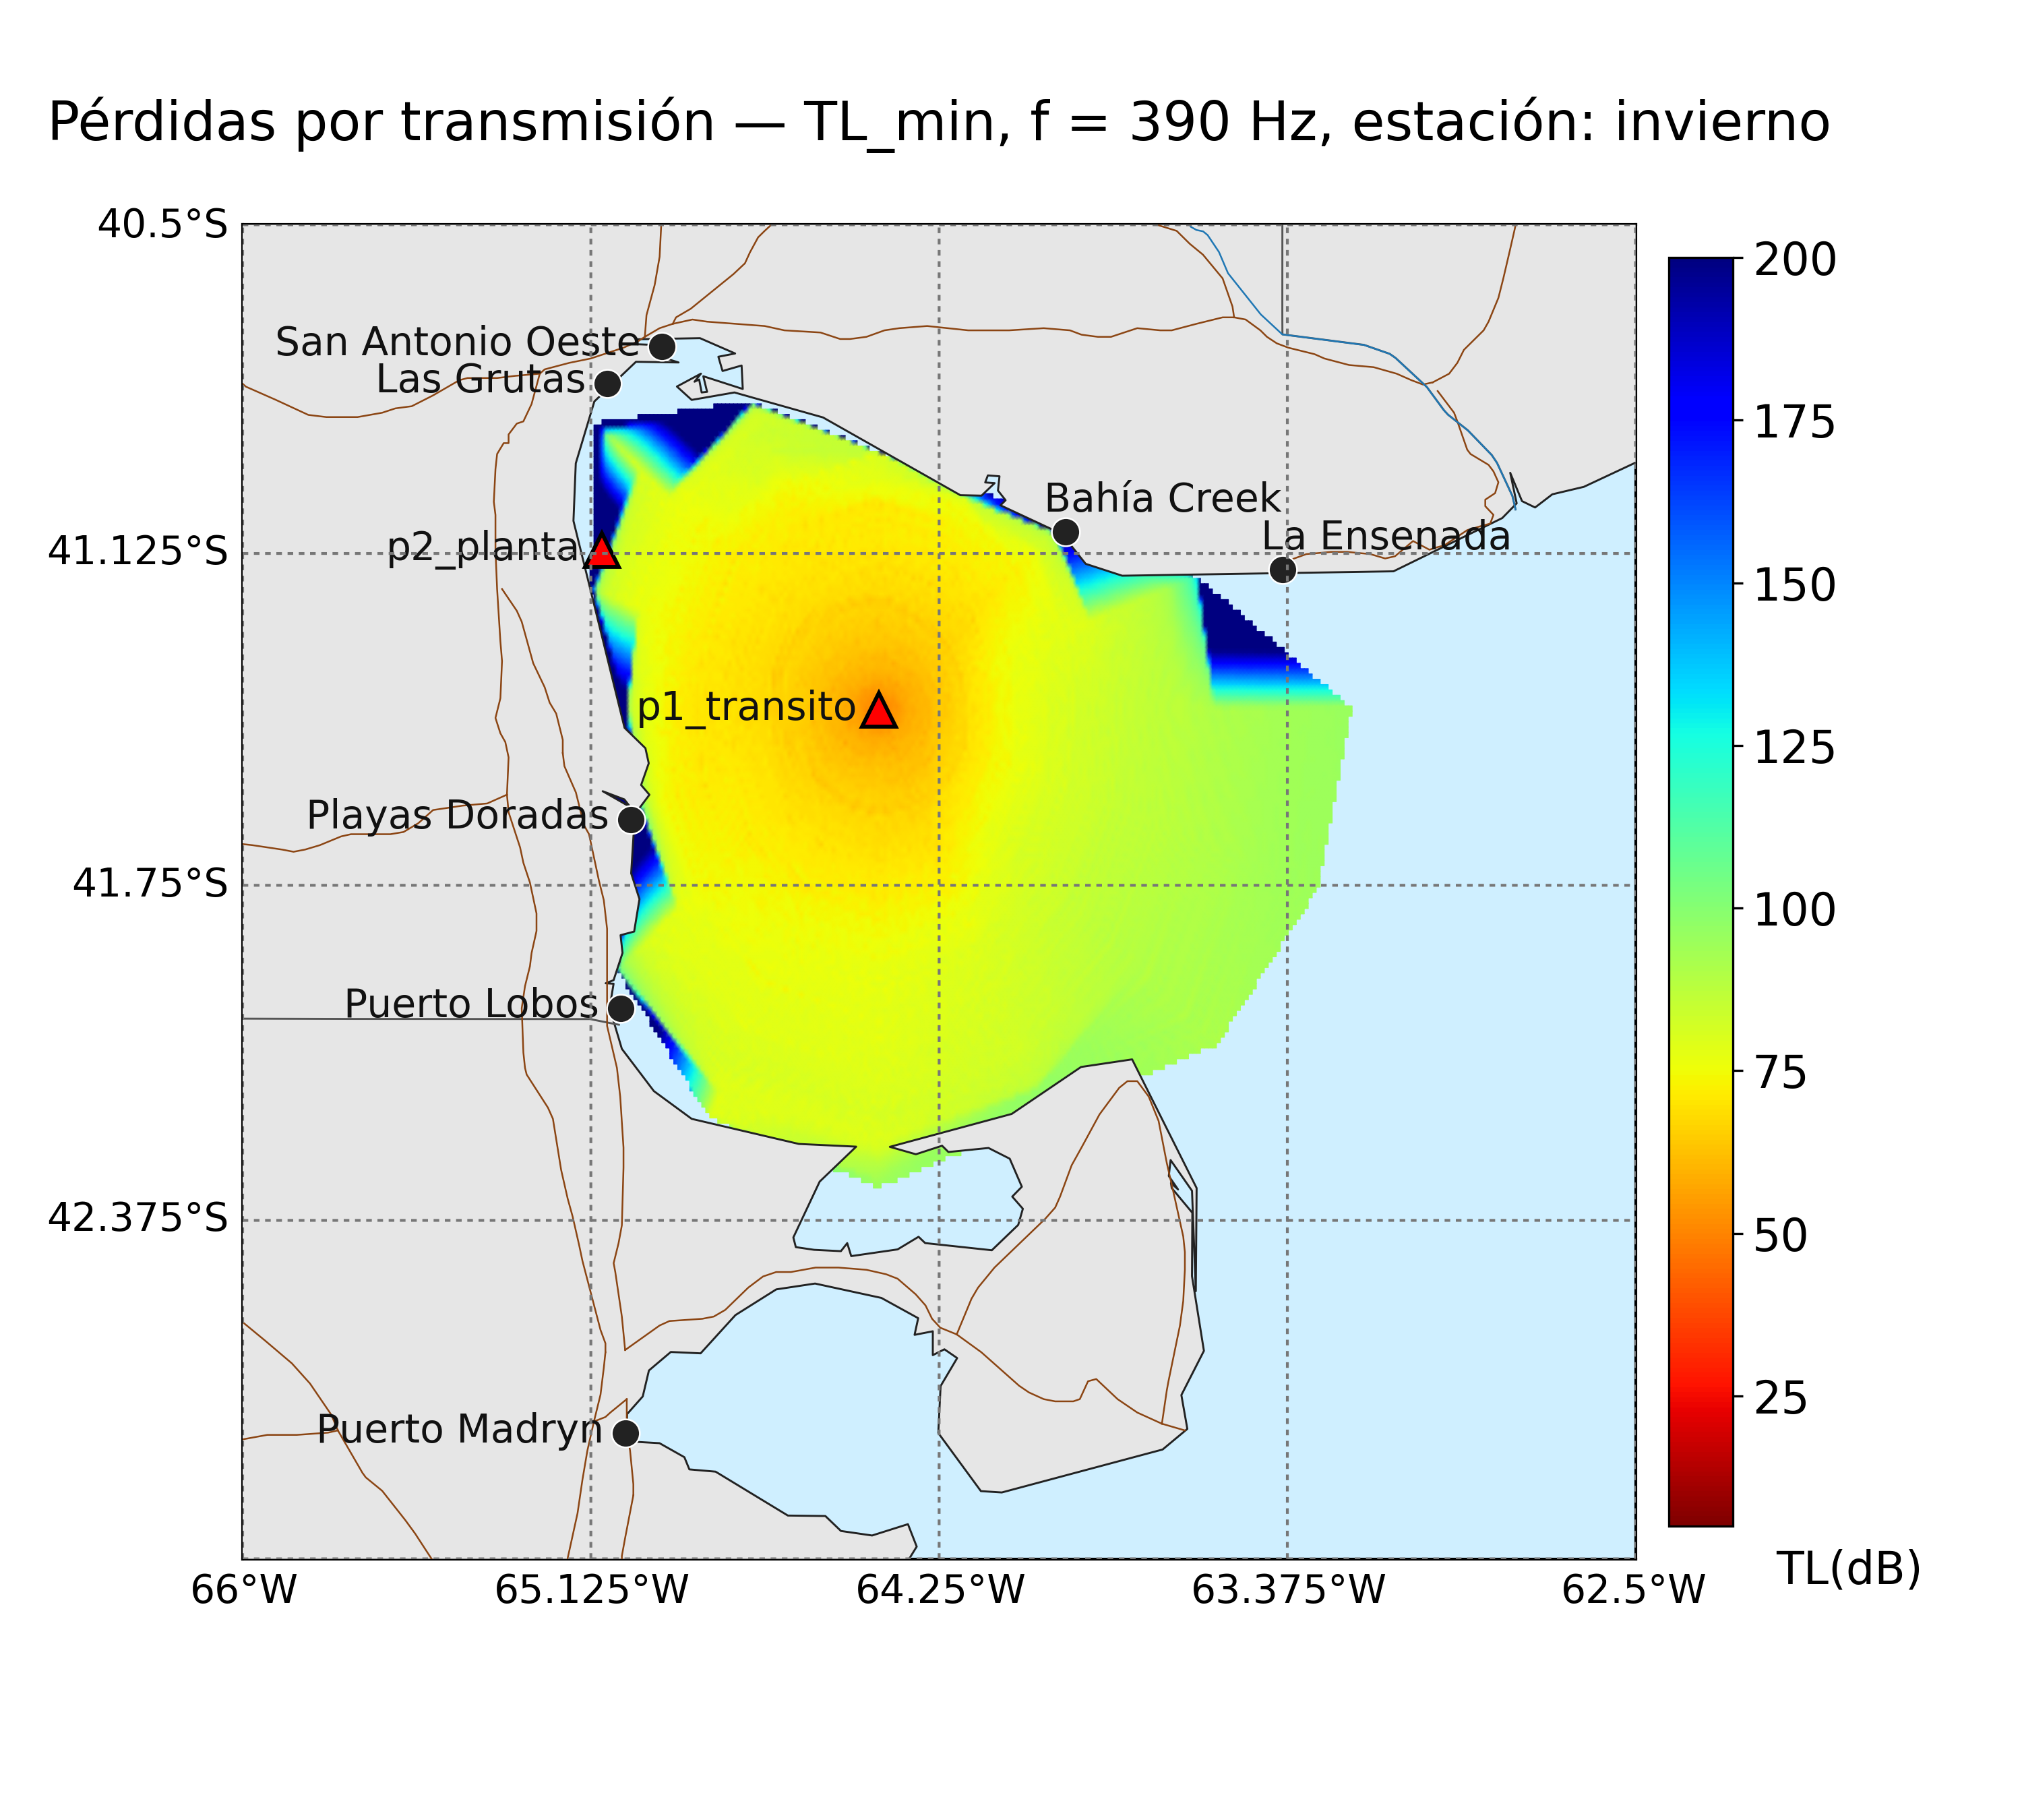 Pérdidas por transmisión — TL_min, f = 390 Hz, estación: invierno
40.5°S
200
San Antonio Oeste
Las Grutas
175
Bahía Creek
La Ensenada
41.125°S
p2_planta
150
p1_transito
125
Playas Doradas
41.75°S
100
Puerto Lobos
75
42.375°S
50
25
Puerto Madryn
TL(dB)
66°W
65.125°W
64.25°W
63.375°W
62.5°W